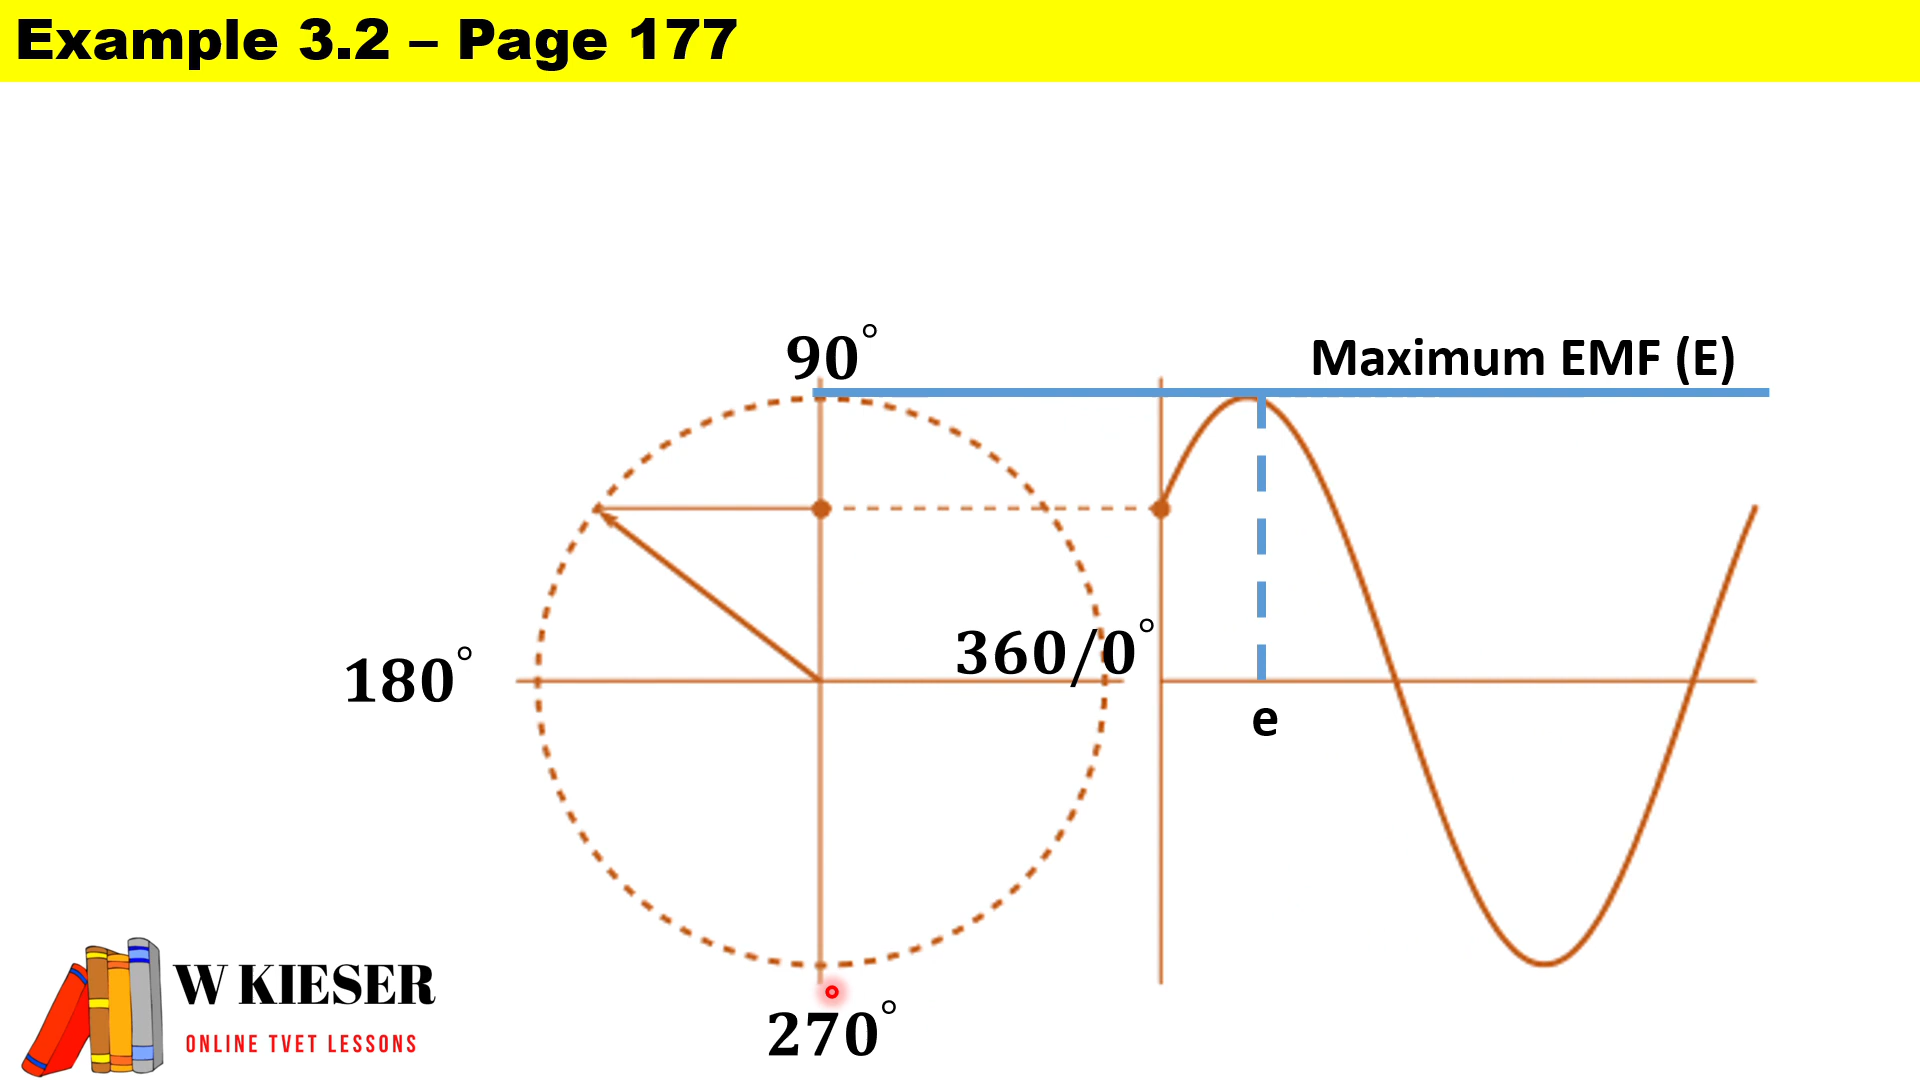 Example 3.2 – Page 177
90°
Maximum EMF (E)
360/0°
180°
e
W KIESER
270°
ONLINE TVET LESSONS